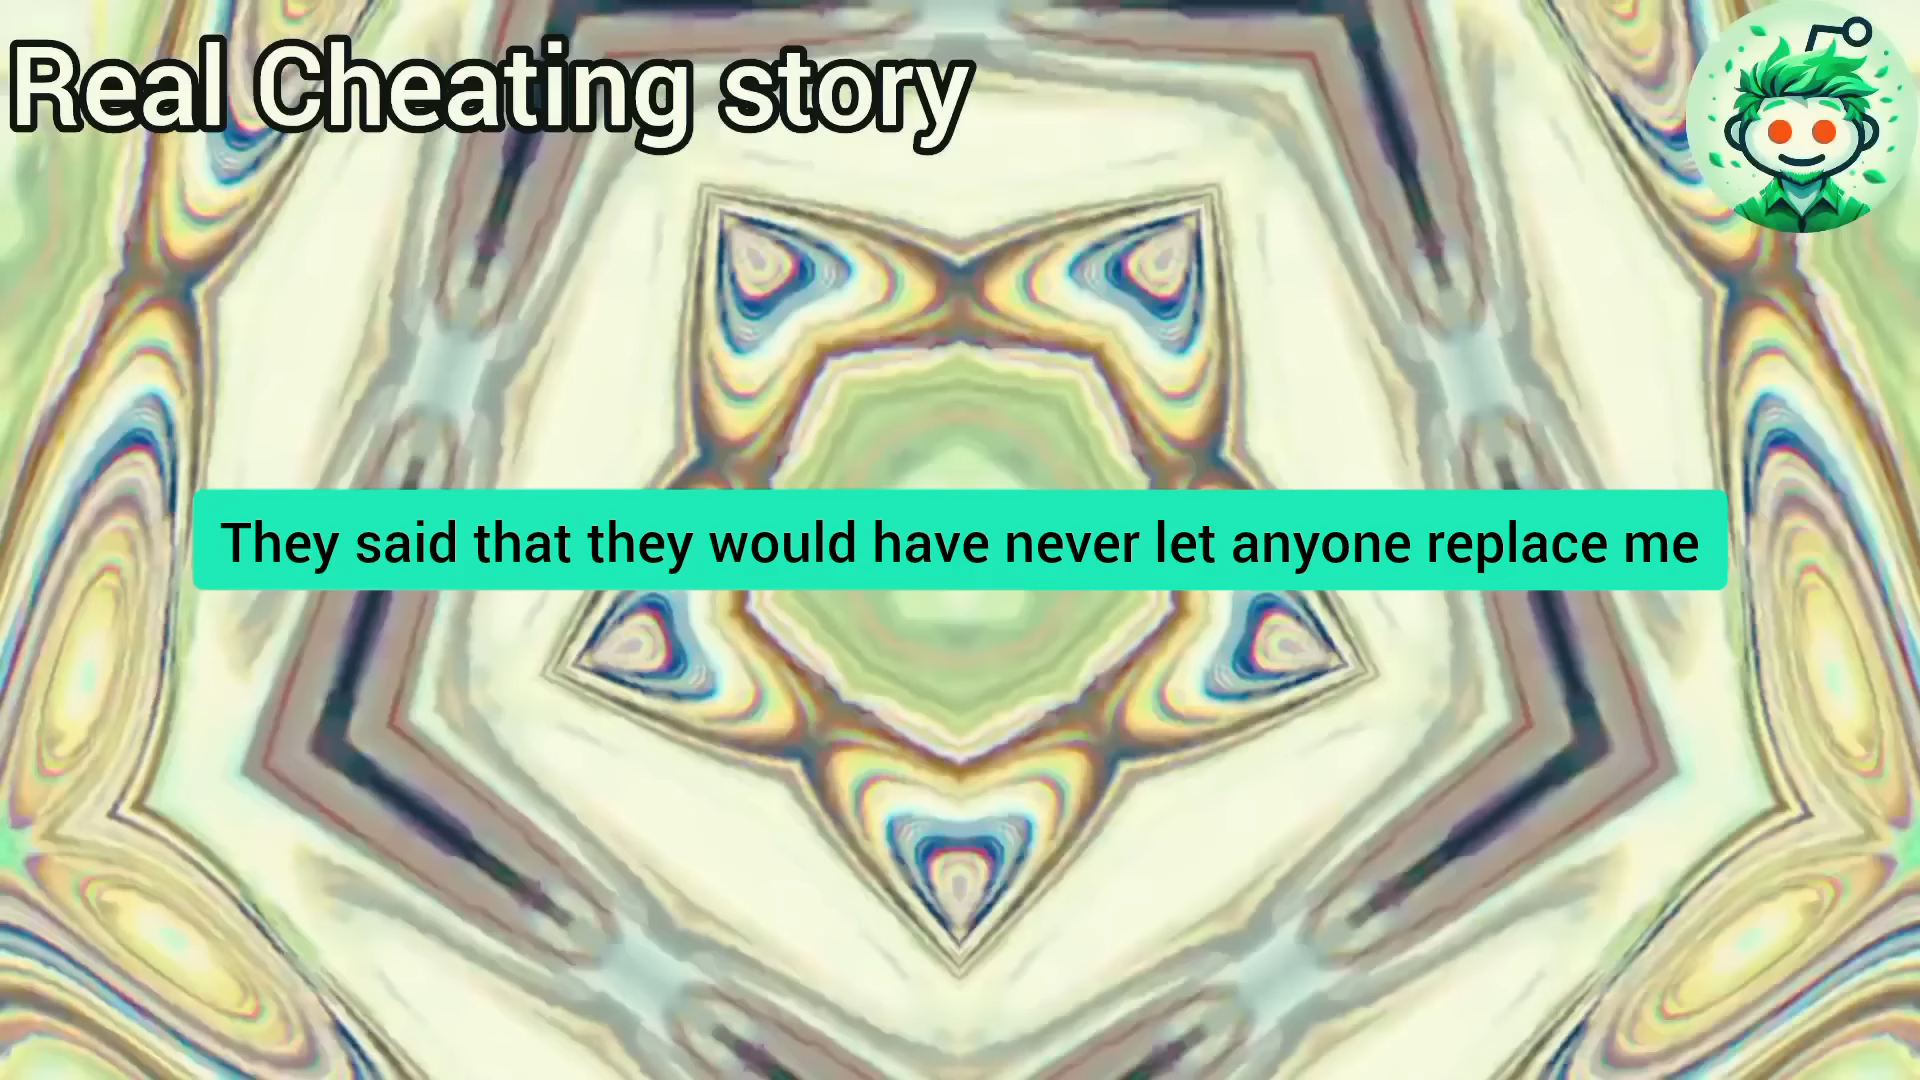 Real Cheating story
They said that they would have never let anyone replace me